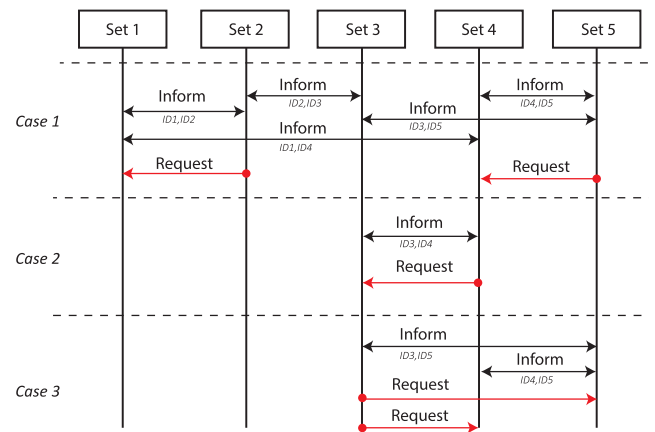 Set 1 Set 2 Set 3 Set 4 Set 5
Inform Inform
ID2,ID3 ID4,ID5
Inform
ID1,ID2
Inform
ID3,ID5
Case 1
Inform
ID1,ID4
Request Request
Inform
ID3,ID4
Case 2
Request
Inform
ID3,ID5
Inform
ID4,ID5
Case 3
Request
Request